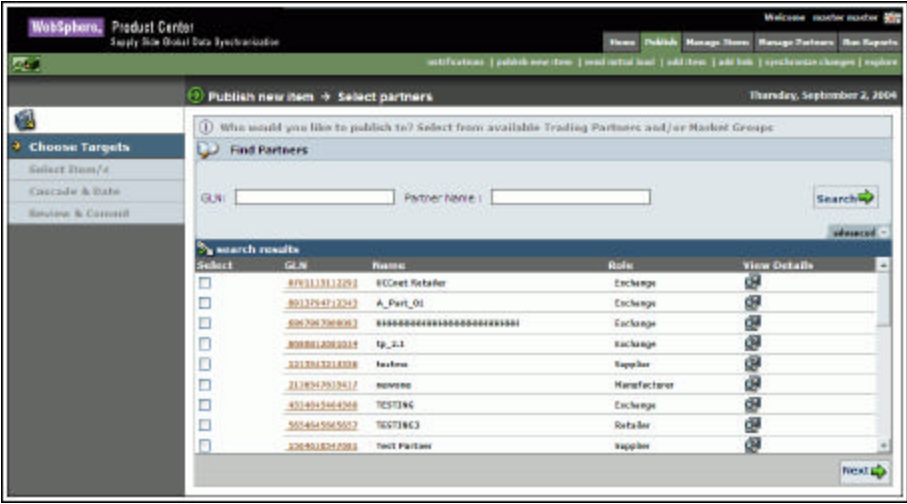 WebSphere. Product Center
Supply Side Global Data Synchronization
Welcome master master
Home Publish Manage Items Manage Partners Run Reports
notifications | publish new item | send initial load | add item | add link | synchronize changes | explore
Publish new item → Select partners
Thursday, September 2, 2004
Who would you like to publish to? Select from available Trading Partners and/or Market Groups
Choose Targets
Select Item/s
Cascade & Date
Review & Commit
Find Partners
GLN:
Partner Name :
Search
advanced
search results
Select GLN Name Role View Details
UCCnet Retailer Exchange
A_Part_01 Exchange
Exchange
tp_2.1 Exchange
Supplier
newone Manufacturer
TESTING Exchange
TESTING3 Retailer
Test Partner Supplier
Next